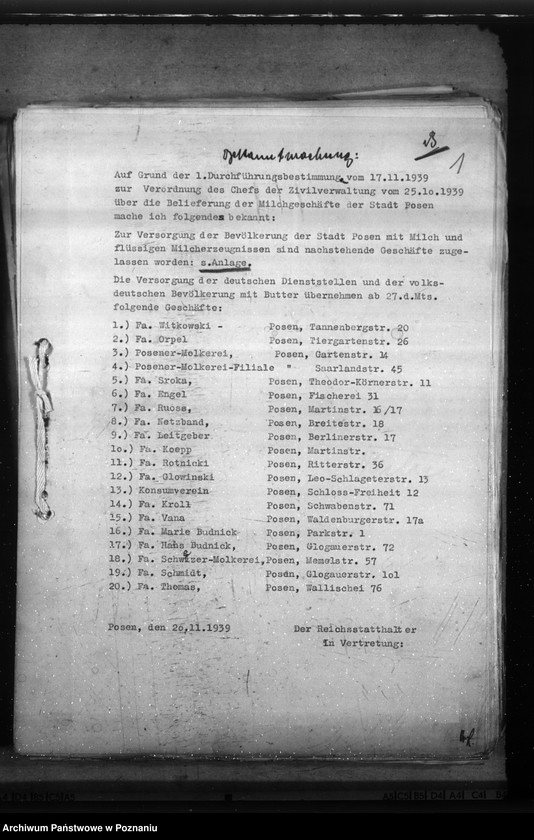 Bekanntmachung:
1
Auf Grund der 1.Durchführungsbestimmung vom 17.11.1939
zur Verordnung des Chefs der Zivilverwaltung vom 25.1o.1939
über die Belieferung der Milchgeschäfte der Stadt Posen
mache ich folgendes bekannt:
Zur Versorgung der Bevölkerung der Stadt Posen mit Milch und
flüssigen Milcherzeugnissen sind nachstehende Geschäfte zuge-
lassen worden: s.Anlage.
Die Versorgung der deutschen Dienststellen und der volks-
deutschen Bevölkerung mit Butter übernehmen ab 27.d.Mts.
folgende Geschäfte:
1.) Fa. Witkowski - Posen, Tannenbergstr. 20
2.) Fa. Orpel Posen, Tiergartenstr. 26
3.) Posener-Molkerei, Posen, Gartenstr. 14
4.) Posener-Molkerei-Filiale " Saarlandstr. 45
5.) Fa. Sroka, Posen, Theodor-Körnerstr. 11
6.) Fa. Engel Posen, Fischerei 31
7.) Fa. Ruoss, Posen, Martinstr. 16/17
8.) Fa. Netzband, Posen, Breitestr. 18
9.) Fa. Leitgeber Posen, Berlinerstr. 17
1o.) Fa. Koepp Posen, Martinstr.
11.) Fa. Rotnicki Posen, Ritterstr. 36
12.) Fa. Glowinski Posen, Leo-Schlageterstr. 13
13.) Konsumverein Posen, Schloss-Freiheit 12
14.) Fa. Kroll Posen, Schwabenstr. 71
15.) Fa. Vana Posen, Waldenburgerstr. 17a
16.) Fa. Marie Budnick Posen, Parkstr. 1
17.) Fa. Hans Budnick, Posen, Glogauerstr. 72
18.) Fa. Schweizer-Molkerei,Posen, Memelstr. 57
19.) Fa. Schmidt, Posdn, Glogauerstr. 1o1
20.) Fa. Thomas, Posen, Wallischei 76
Posen, den 26.11.1939 Der Reichsstatthalter
In Vertretung:
Archiwum Państwowe w Poznaniu